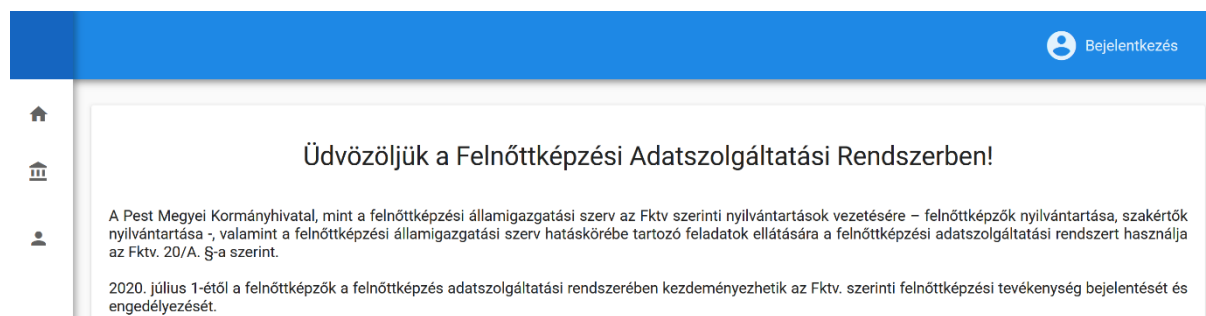 Bejelentkezés
Üdvözöljük a Felnőttképzési Adatszolgáltatási Rendszerben!
A Pest Megyei Kormányhivatal, mint a felnőttképzési államigazgatási szerv az Fktv szerinti nyilvántartások vezetésére – felnőttképzők nyilvántartása, szakértők
nyilvántartása -, valamint a felnőttképzési államigazgatási szerv hatáskörébe tartozó feladatok ellátására a felnőttképzési adatszolgáltatási rendszert használja
az Fktv. 20/A. §-a szerint.
2020. július 1-étől a felnőttképzők a felnőttképzés adatszolgáltatási rendszerében kezdeményezhetik az Fktv. szerinti felnőttképzési tevékenység bejelentését és
engedélyezését.